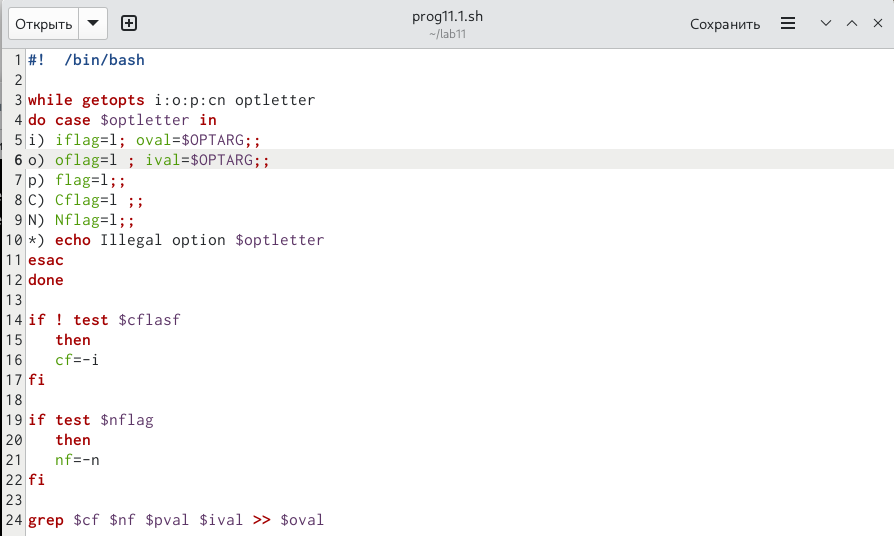 Открыть
prog11.1.sh
~/lab11
Сохранить
1 #!  /bin/bash
2
3 while getopts i:o:p:cn optletter
4 do case $optletter in
5 i) iflag=l; oval=$OPTARG;;
6 o) oflag=l ; ival=$OPTARG;;
7 p) flag=l;;
8 C) Cflag=l ;;
9 N) Nflag=l;;
10 *) echo Illegal option $optletter
11 esac
12 done
13
14 if ! test $cflasf
15    then
16    cf=-i
17 fi
18
19 if test $nflag
20    then
21    nf=-n
22 fi
23
24 grep $cf $nf $pval $ival >> $oval